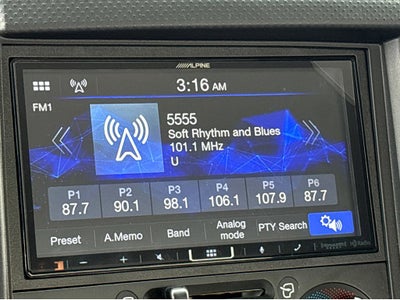 ALPINE
3:16 AM
FM1
5555
Soft Rhythm and Blues
101.1 MHz
U
P1 P2 P3 P4 P5 P6
87.7 90.1 98.1 106.1 107.9 87.7
Preset A.Memo Band Analog mode PTY Search